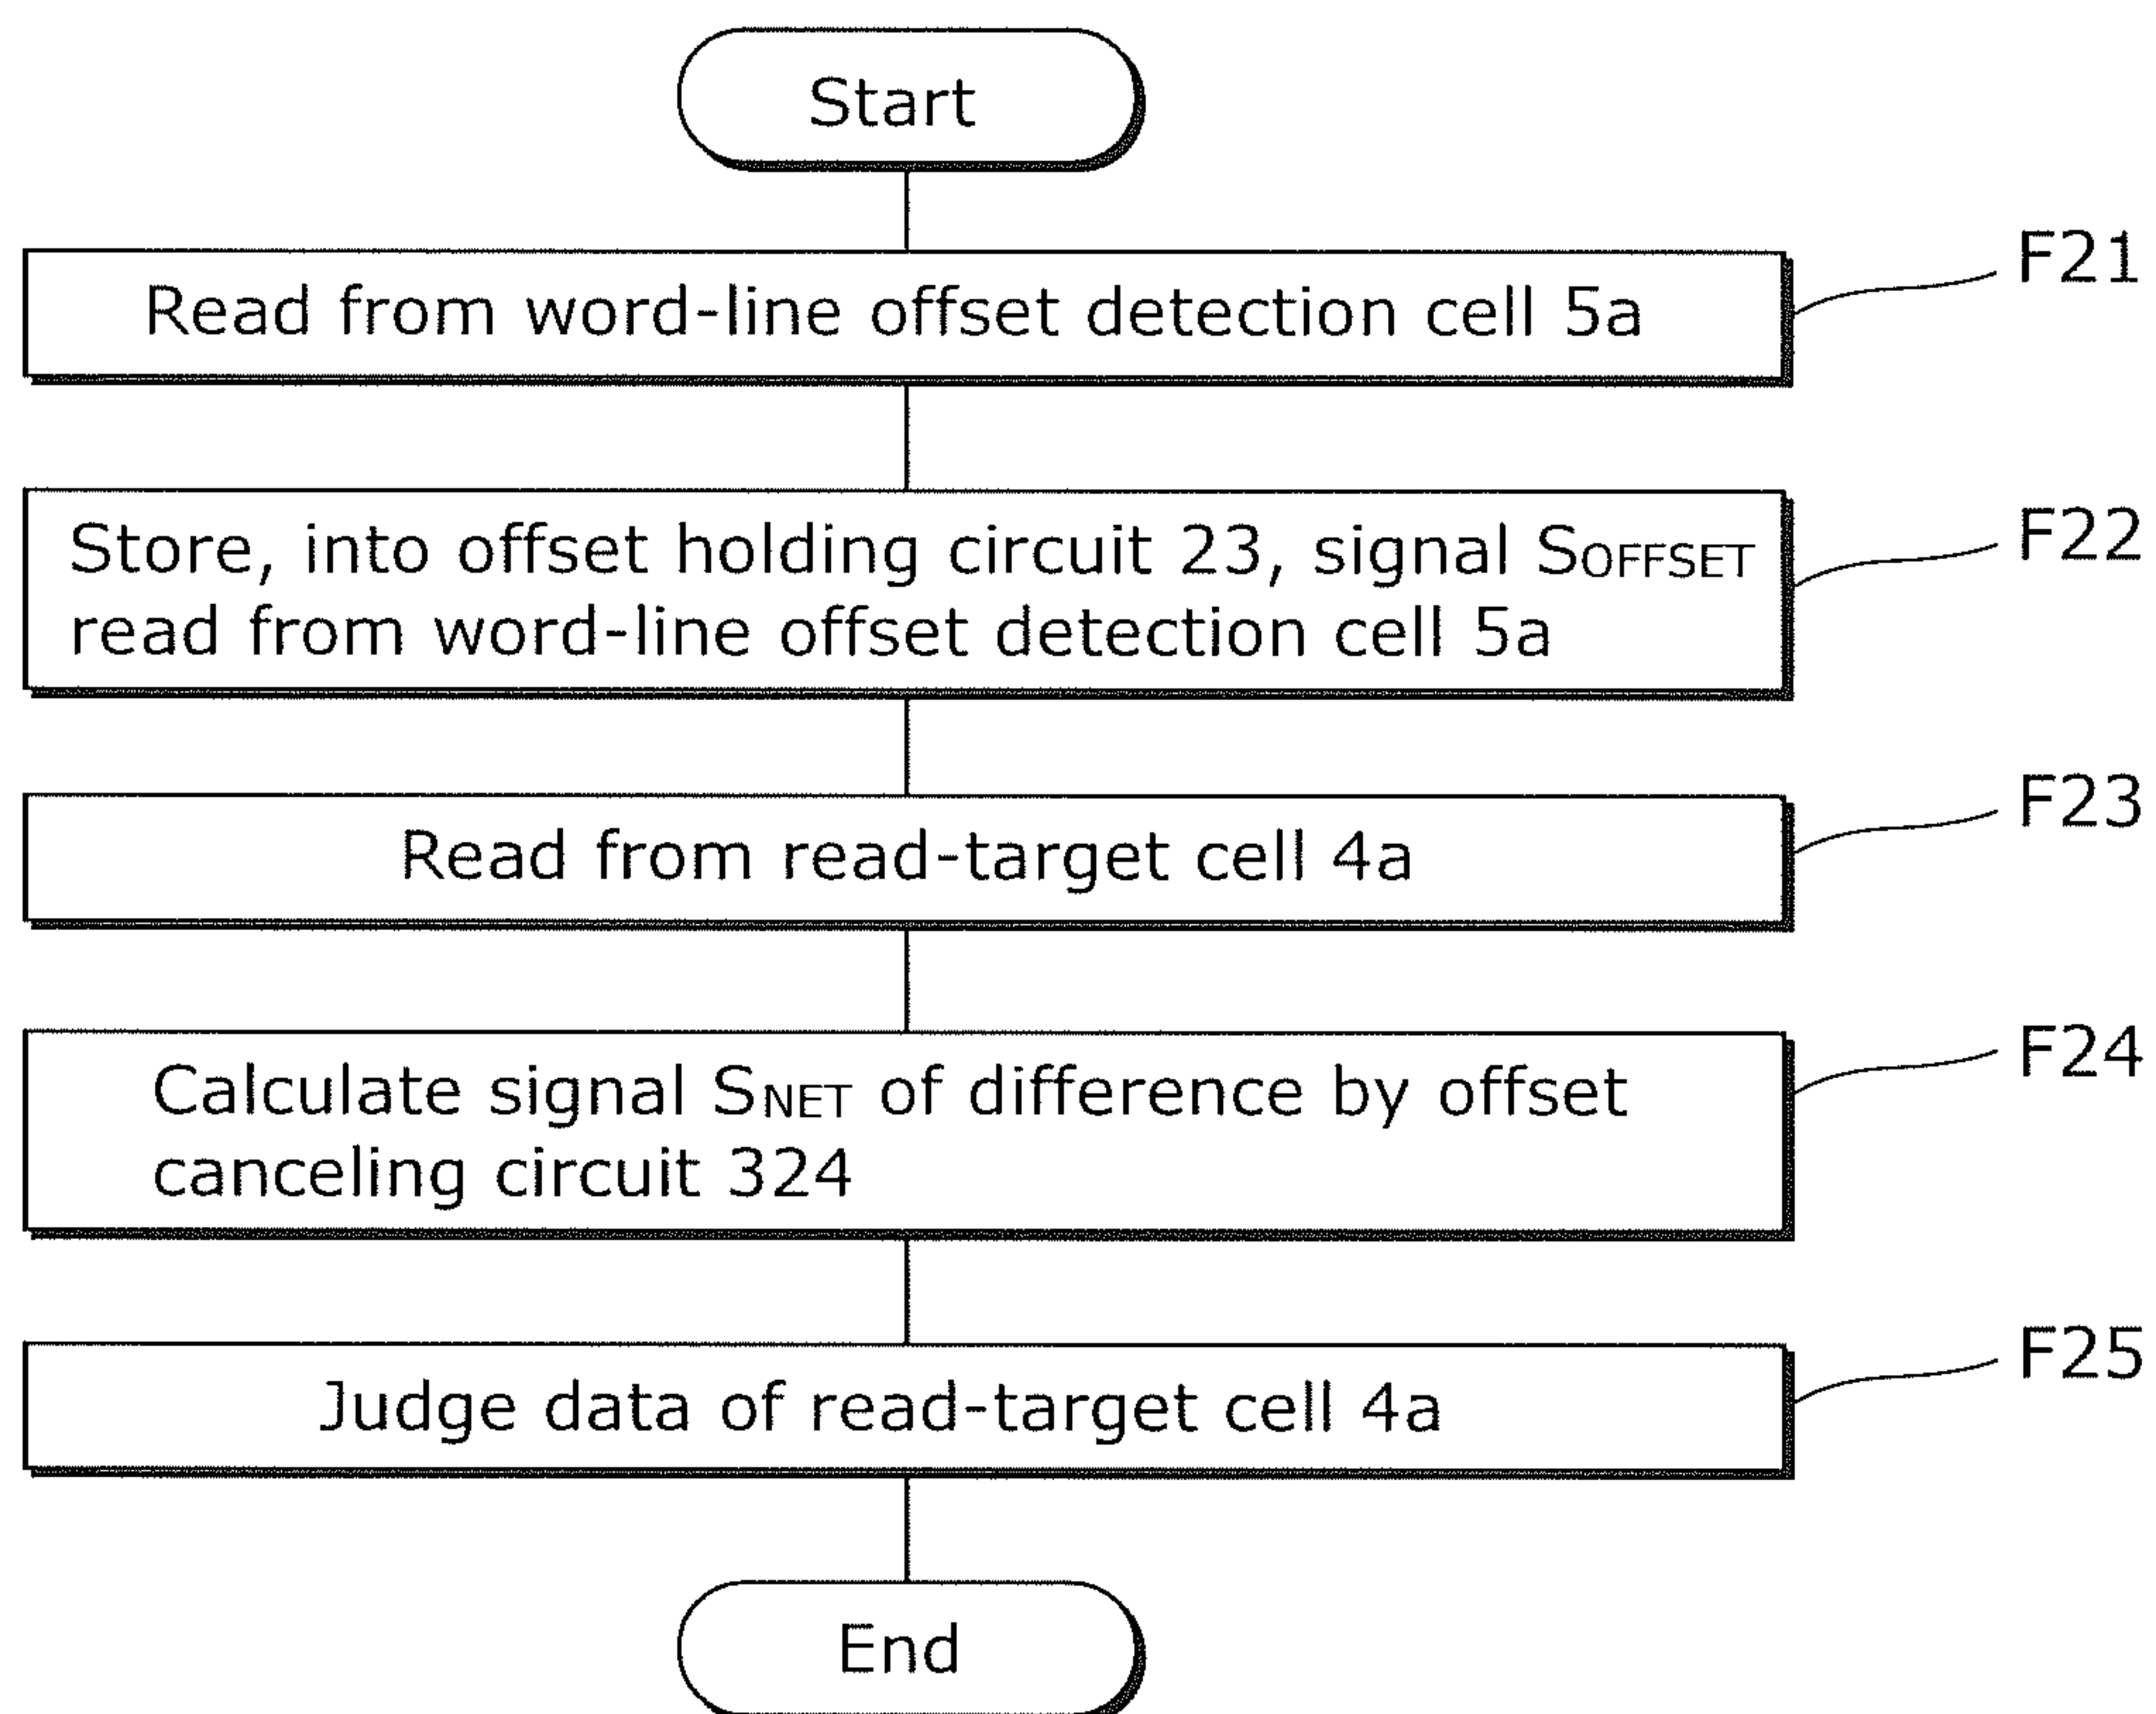 Start
F21
Read from word-line offset detection cell 5a
F22
Store, into offset holding circuit 23, signal SOFFSET
read from word-line offset detection cell 5a
F23
Read from read-target cell 4a
F24
Calculate signal SNET of difference by offset
canceling circuit 324
F25
Judge data of read-target cell 4a
End